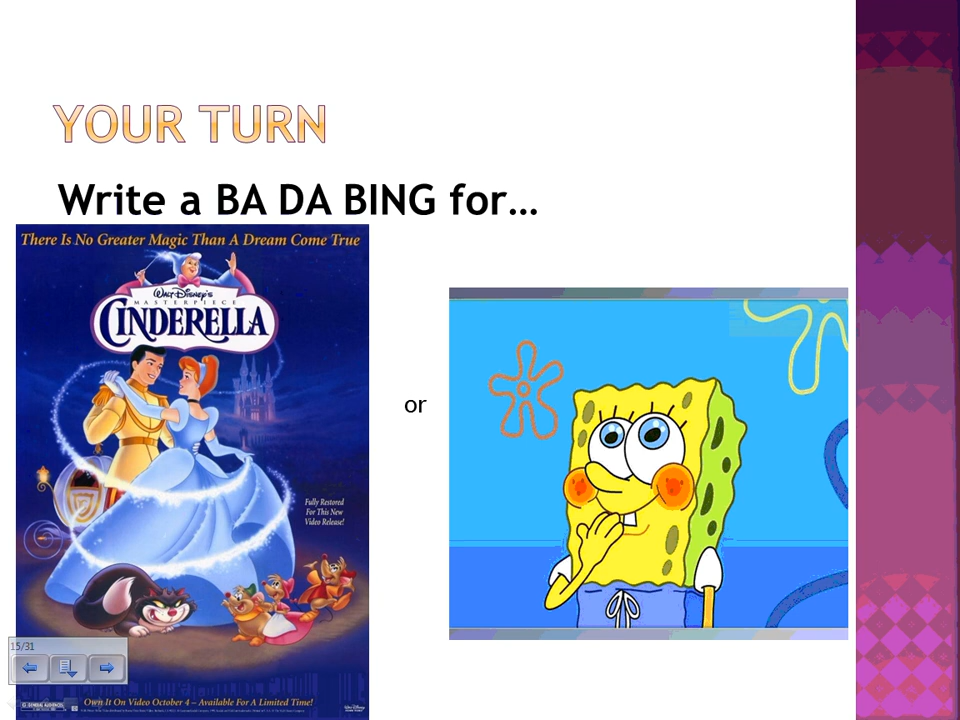 YOUR TURN
Write a BA DA BING for…
There Is No Greater Magic Than A Dream Come True
Walt Disney's
MASTERPIECE
CINDERELLA
or
Fully Restored
For This New
Video Release!
15/31
Own It On Video October 4 – Available For A Limited Time!